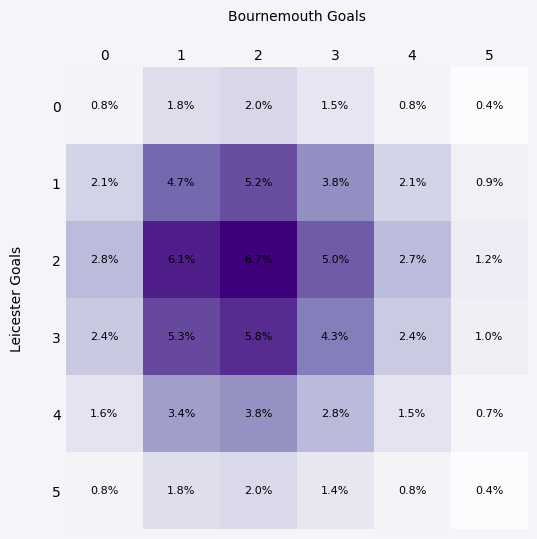 Bournemouth Goals
0 1 2 3 4 5
0 0.8% 1.8% 2.0% 1.5% 0.8% 0.4%
1 2.1% 4.7% 5.2% 3.8% 2.1% 0.9%
2 2.8% 6.1% 6.7% 5.0% 2.7% 1.2%
Leicester Goals
3 2.4% 5.3% 5.8% 4.3% 2.4% 1.0%
4 1.6% 3.4% 3.8% 2.8% 1.5% 0.7%
5 0.8% 1.8% 2.0% 1.4% 0.8% 0.4%